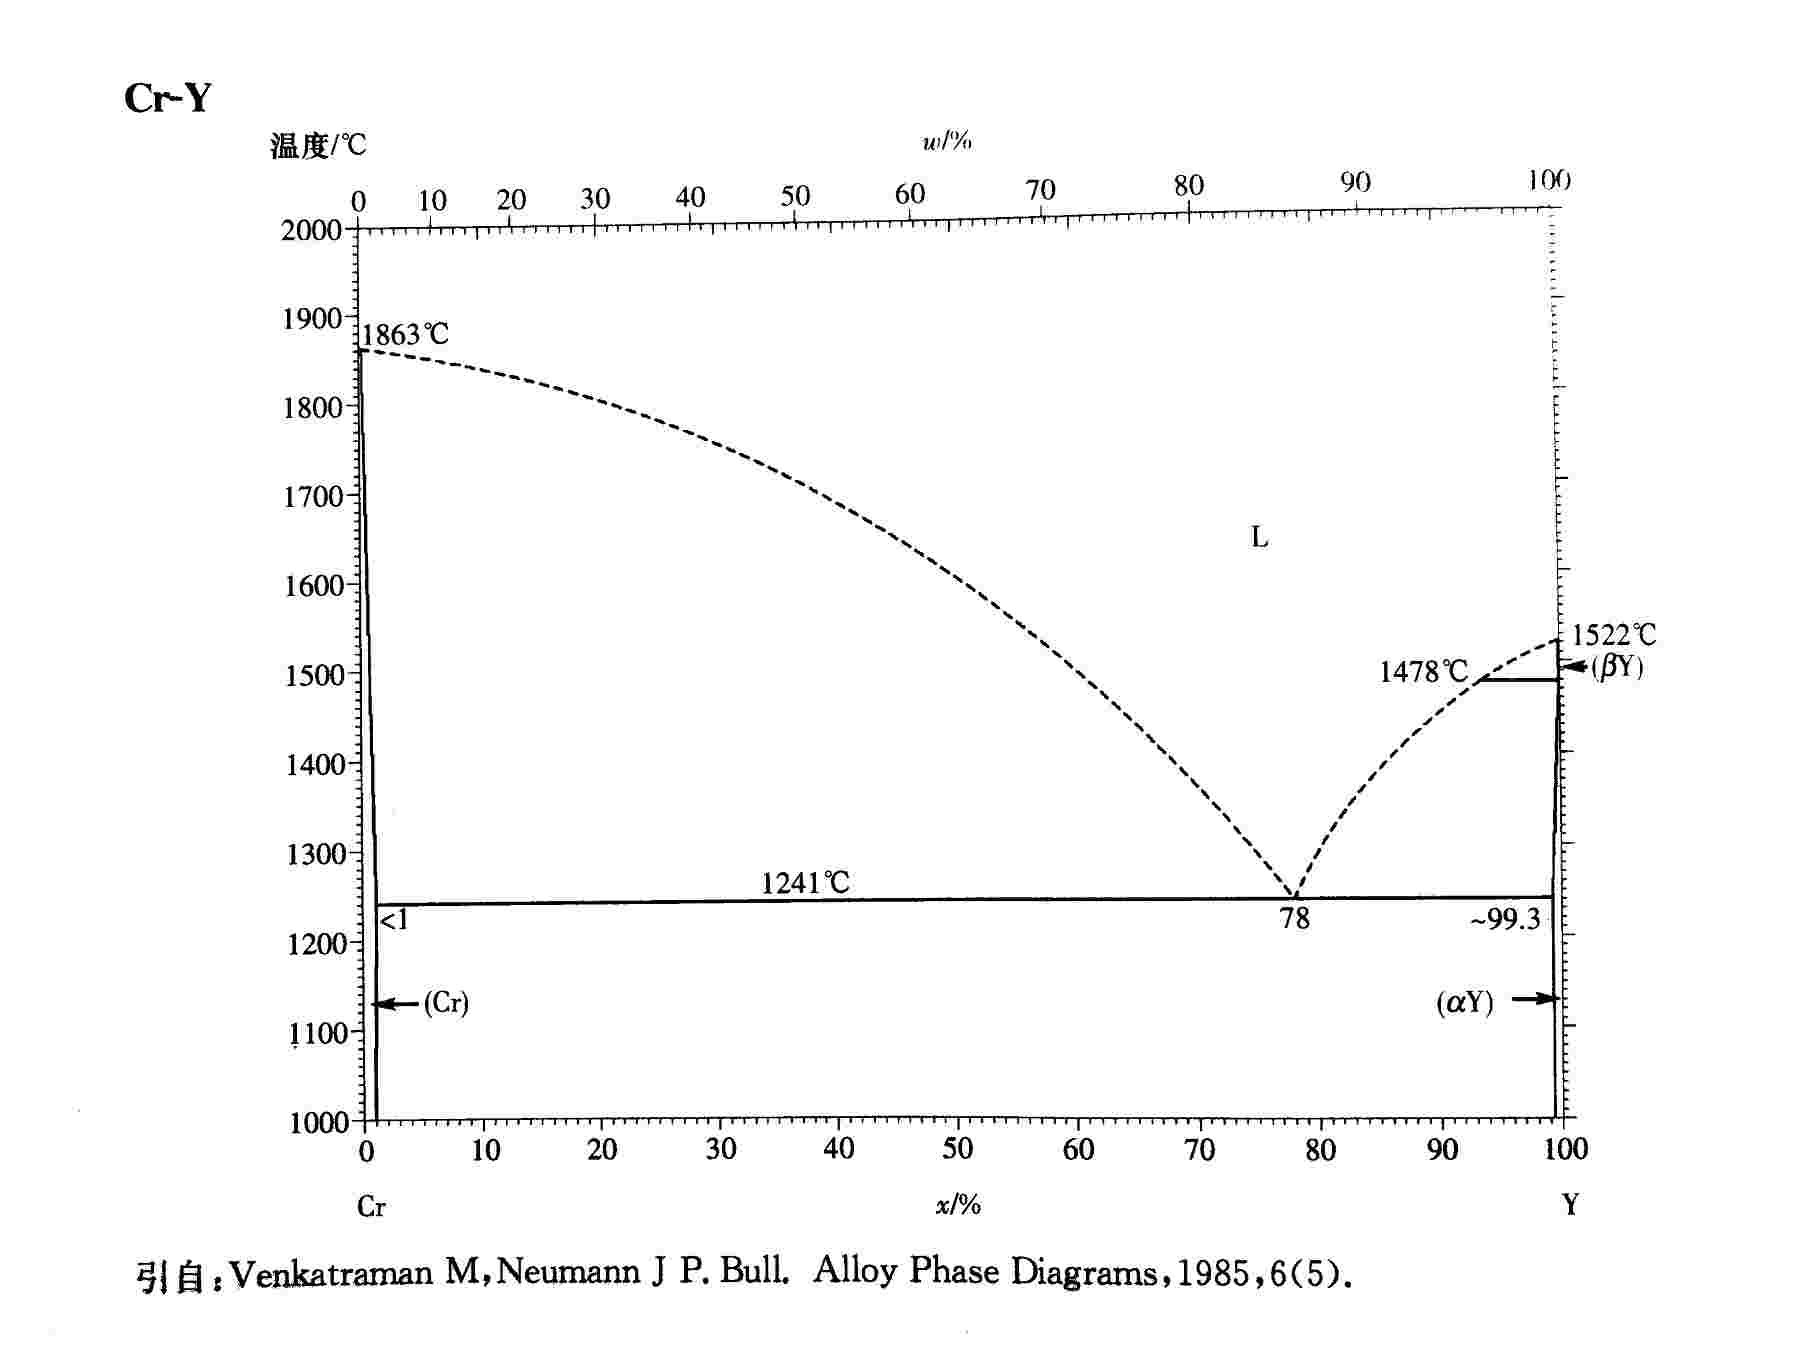 Cr-Y
温度/℃
w/%
0 10 20 30 40 50 60 70 80 90 100
2000
1900
1863℃
1800
1700
L
1600
1522℃
(βY)
1478℃
1500
1400
1300
1241℃
<1 78 ~99.3
1200
(Cr) (αY)
1100
1000
0 10 20 30 40 50 60 70 80 90 100
Cr x/% Y
引自:Venkatraman M,Neumann J P. Bull. Alloy Phase Diagrams,1985,6(5).